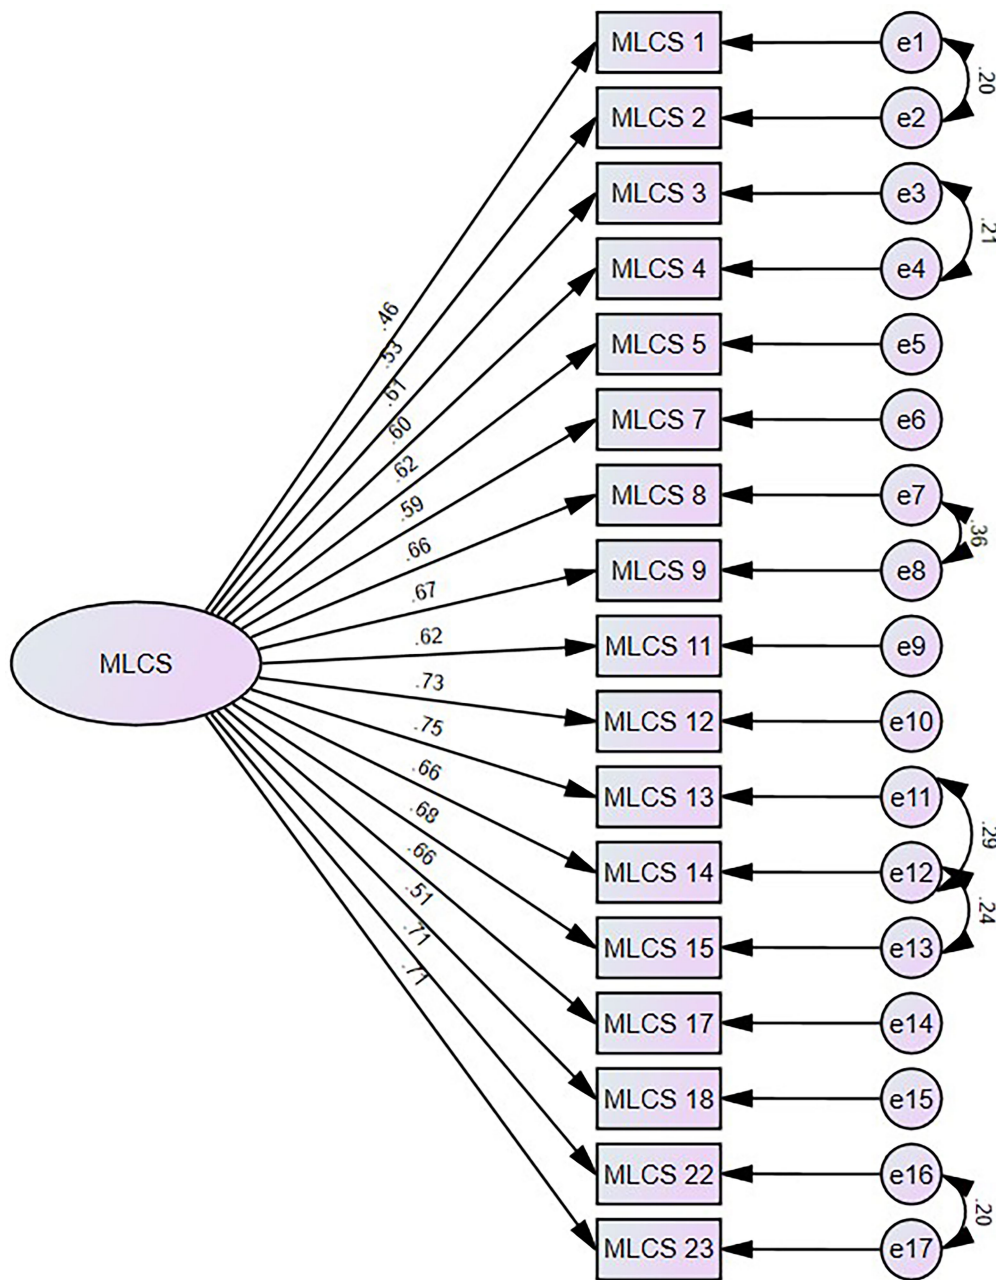 MLCS 1
e1
.20
MLCS 2
e2
MLCS 3
e3
.21
MLCS 4
e4
.46
.53
MLCS 5
e5
.61
.60
MLCS 7
e6
.62
.59
MLCS 8
e7
.36
.66
MLCS 9
e8
.67
.62
MLCS 11
e9
MLCS
.73
MLCS 12
e10
.75
.66
MLCS 13
e11
.29
.68
.66
MLCS 14
e12
.24
.51
.71
MLCS 15
e13
.71
MLCS 17
e14
MLCS 18
e15
MLCS 22
e16
.20
MLCS 23
e17